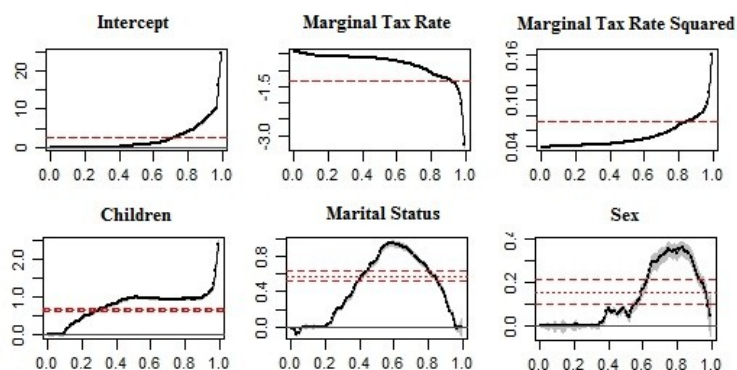 Intercept
0 10 20
0.0 0.2 0.4 0.6 0.8 1.0
Marginal Tax Rate
-3.0 -1.5
0.0 0.2 0.4 0.6 0.8 1.0
Marginal Tax Rate Squared
0.04 0.10 0.16
0.0 0.2 0.4 0.6 0.8 1.0
Children
0.0 1.0 2.0
0.0 0.2 0.4 0.6 0.8 1.0
Marital Status
0.0 0.4 0.8
0.0 0.2 0.4 0.6 0.8 1.0
Sex
0.0 0.2 0.4
0.0 0.2 0.4 0.6 0.8 1.0